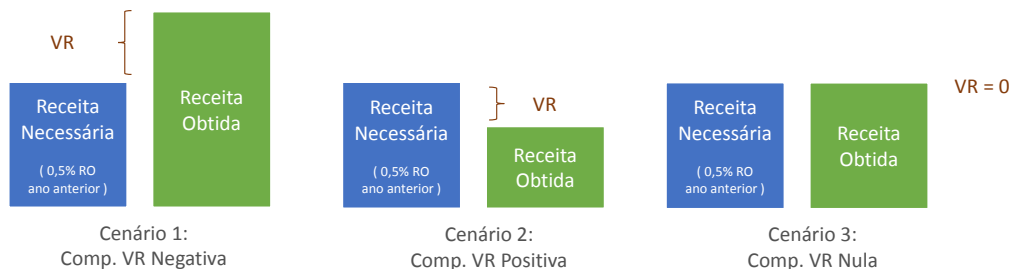 VR
Receita
Necessária
( 0,5% RO
ano anterior )
Receita
Obtida
Cenário 1:
Comp. VR Negativa
Receita
Necessária
( 0,5% RO
ano anterior )
VR
Receita
Obtida
Cenário 2:
Comp. VR Positiva
Receita
Necessária
( 0,5% RO
ano anterior )
Receita
Obtida
VR = 0
Cenário 3:
Comp. VR Nula